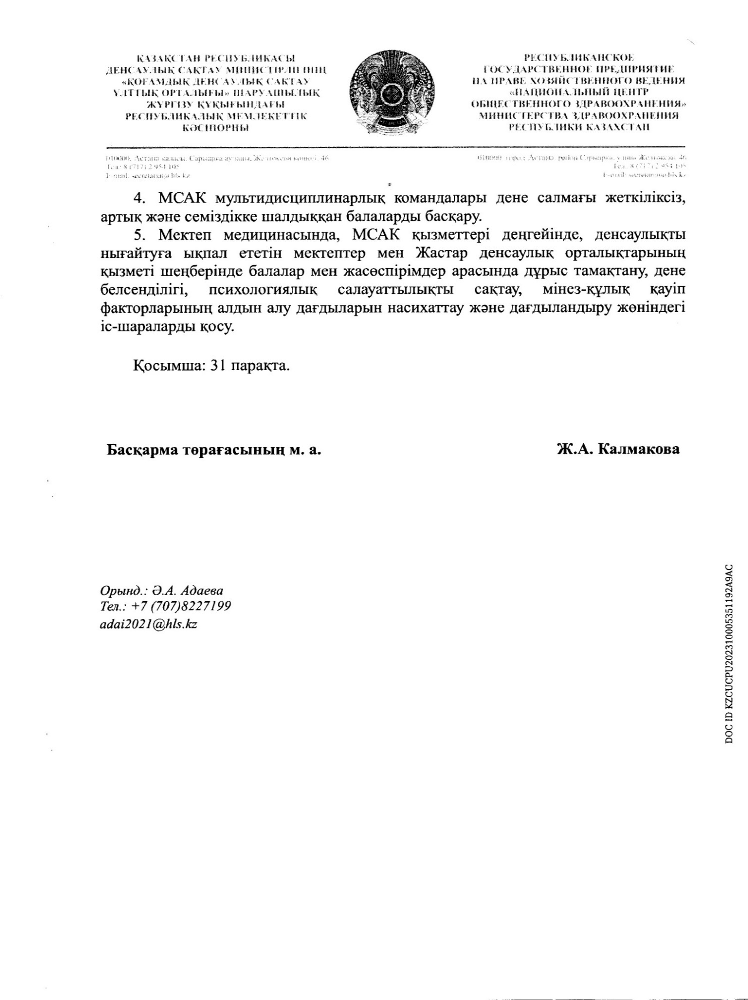 ҚАЗАҚСТАН РЕСПУБЛИКАСЫ
ДЕНСАУЛЫҚ САҚТАУ МИНИСТІРЛІГІНІҢ
«ҚОҒАМДЫҚ ДЕНСАУЛЫҚ САҚТАУ
ҰЛТТЫҚ ОРТАЛЫҒЫ» ШАРУАШЫЛЫҚ
ЖҮРГІЗУ ҚҰҚЫҒЫНДАҒЫ
РЕСПУБЛИКАЛЫҚ МЕМЛЕКЕТТІК
КӘСІПОРНЫ
РЕСПУБЛИКАНСКОЕ
ГОСУДАРСТВЕННОЕ ПРЕДПРИЯТИЕ
НА ПРАВЕ ХОЗЯЙСТВЕННОГО ВЕДЕНИЯ
«НАЦИОНАЛЬНЫЙ ЦЕНТР
ОБЩЕСТВЕННОГО ЗДРАВООХРАНЕНИЯ»
МИНИСТЕРСТВА ЗДРАВООХРАНЕНИЯ
РЕСПУБЛИКИ КАЗАХСТАН
010000, Астана қаласы, Сарыарқа ауданы, 46
Тел: 8 (7172) 954 105
E-mail: secretariat@hls.kz
010000, город Астана, район Сарыарка, улица Желтоксан, 46
Тел: 8 (7172) 954 105
E-mail: secretariat@hls.kz
4. МСАК мультидисциплинарлық командалары дене салмағы жеткіліксіз,
артық және семіздікке шалдыққан балаларды басқару.
5. Мектеп медицинасында, МСАК қызметтері деңгейінде, денсаулықты
нығайтуға ықпал ететін мектептер мен Жастар денсаулық орталықтарының
қызметі шеңберінде балалар мен жасөспірімдер арасында дұрыс тамақтану, дене
белсенділігі, психологиялық салауаттылықты сақтау, мінез-құлық қауіп
факторларының алдын алу дағдыларын насихаттау және дағдыландыру жөніндегі
іс-шараларды қосу.
Қосымша: 31 парақта.
Басқарма төрағасының м. а. Ж.А. Калмакова
Орынд.: Ә.А. Адаева
Тел.: +7 (707)8227199
adai2021@hls.kz
DOC ID KZCUCPU202310005351192A9AC